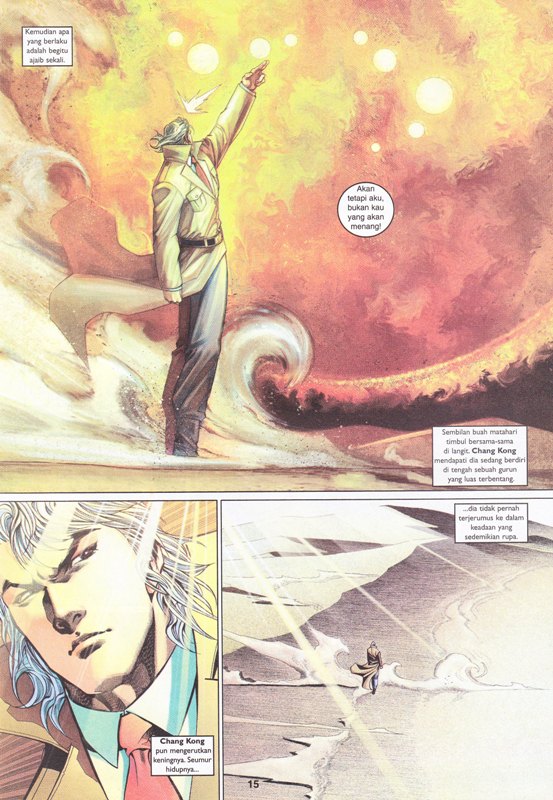 Kemudian apa
yang berlaku
adalah begitu
ajaib sekali.
Akan
tetapi aku,
bukan kau
yang akan
menang!
Sembilan buah matahari
timbul bersama-sama
di langit. Chang Kong
mendapati dia sedang berdiri
di tengah sebuah gurun
yang luas terbentang.
Chang Kong
pun mengerutkan
keningnya. Seumur
hidupnya...
...dia tidak pernah
terjerumus ke dalam
keadaan yang
sedemikian rupa.
15